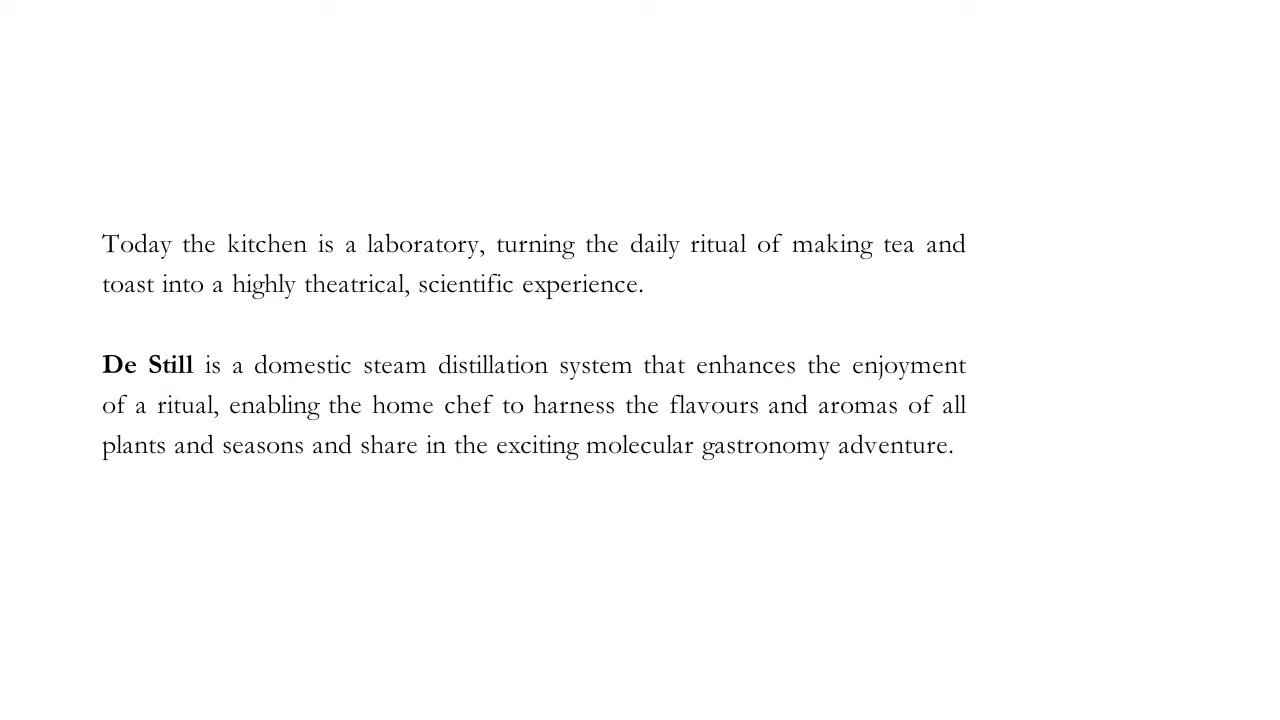 Today the kitchen is a laboratory, turning the daily ritual of making tea and
toast into a highly theatrical, scientific experience.
De Still is a domestic steam distillation system that enhances the enjoyment
of a ritual, enabling the home chef to harness the flavours and aromas of all
plants and seasons and share in the exciting molecular gastronomy adventure.